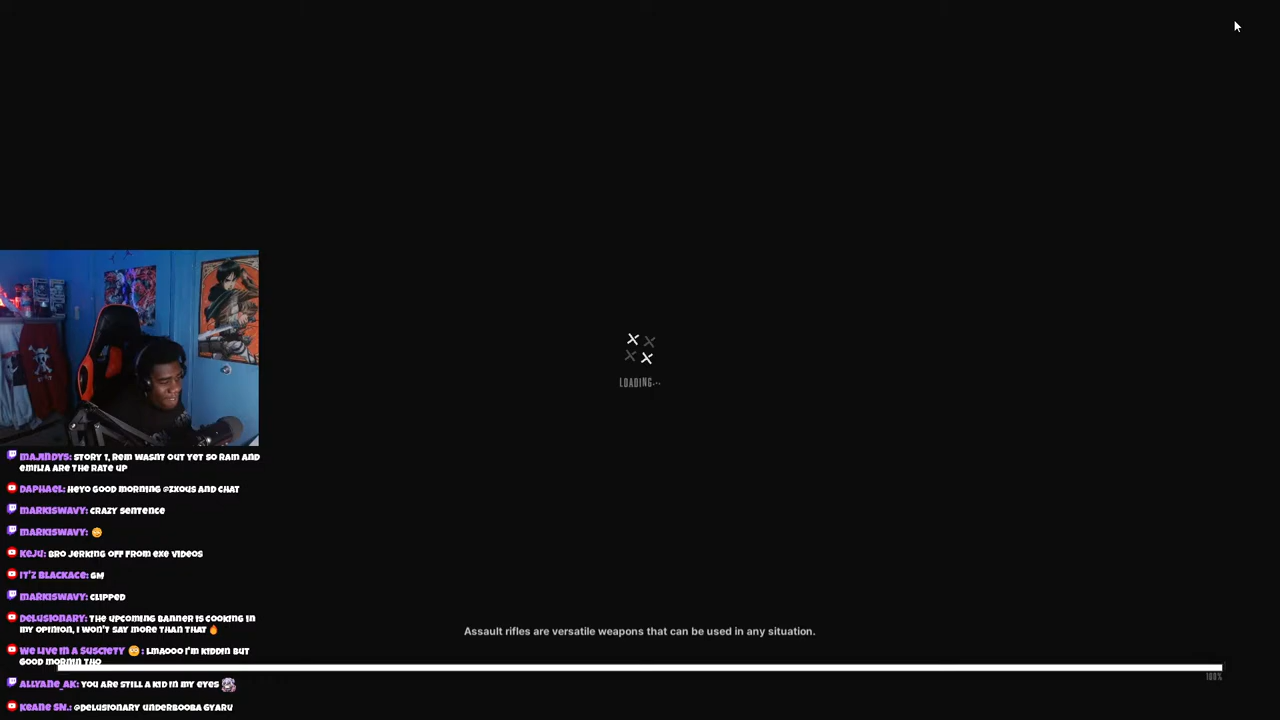 LOADING...
MAJINDYS: STORY 1, REM WASNT OUT YET SO RAM AND
EMILIA ARE THE RATE UP
DAPHAEL: HEYO GOOD MORNING @ZXOUS AND CHAT
MARKISWAVY: CRAZY SENTENCE
MARKISWAVY: 😳
KEJU: BRO JERKING OFF FROM EXE VIDEOS
IT'Z BLACKACE: GM
MARKISWAVY: CLIPPED
DELUSIONARY: THE UPCOMING BANNER IS COOKING IN
MY OPINION, I WON'T SAY MORE THAN THAT 🔥
WE LIVE IN A SUSCIETY 😳 : LMAOOO I'M KIDDIN BUT
GOOD MORNIN THO
ALLYANE_AK: YOU ARE STILL A KID IN MY EYES
KEANE SN.: @DELUSIONARY UNDERBOOBA GYARU
Assault rifles are versatile weapons that can be used in any situation.
100%